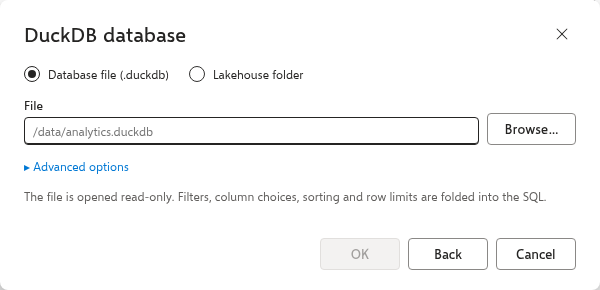 DuckDB database
Database file (.duckdb) Lakehouse folder
File
/data/analytics.duckdb Browse...
▸ Advanced options
The file is opened read-only. Filters, column choices, sorting and row limits are folded into the SQL.
OK Back Cancel